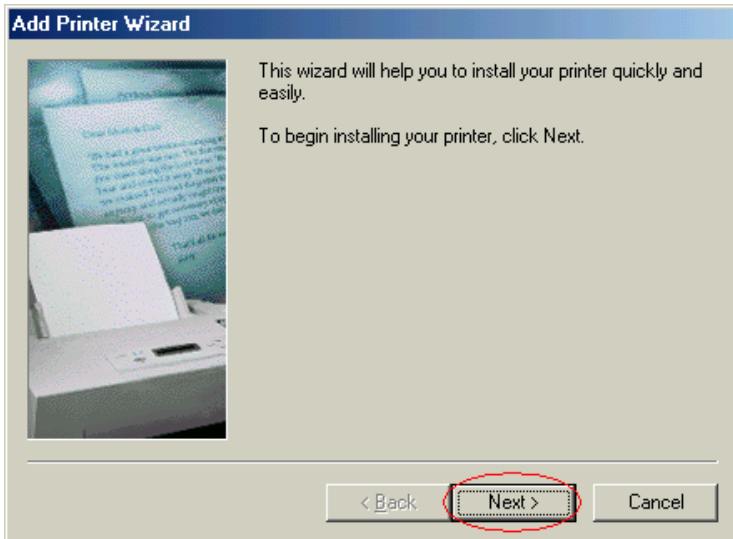 Add Printer Wizard
This wizard will help you to install your printer quickly and
easily.
To begin installing your printer, click Next.
< Back
Next >
Cancel